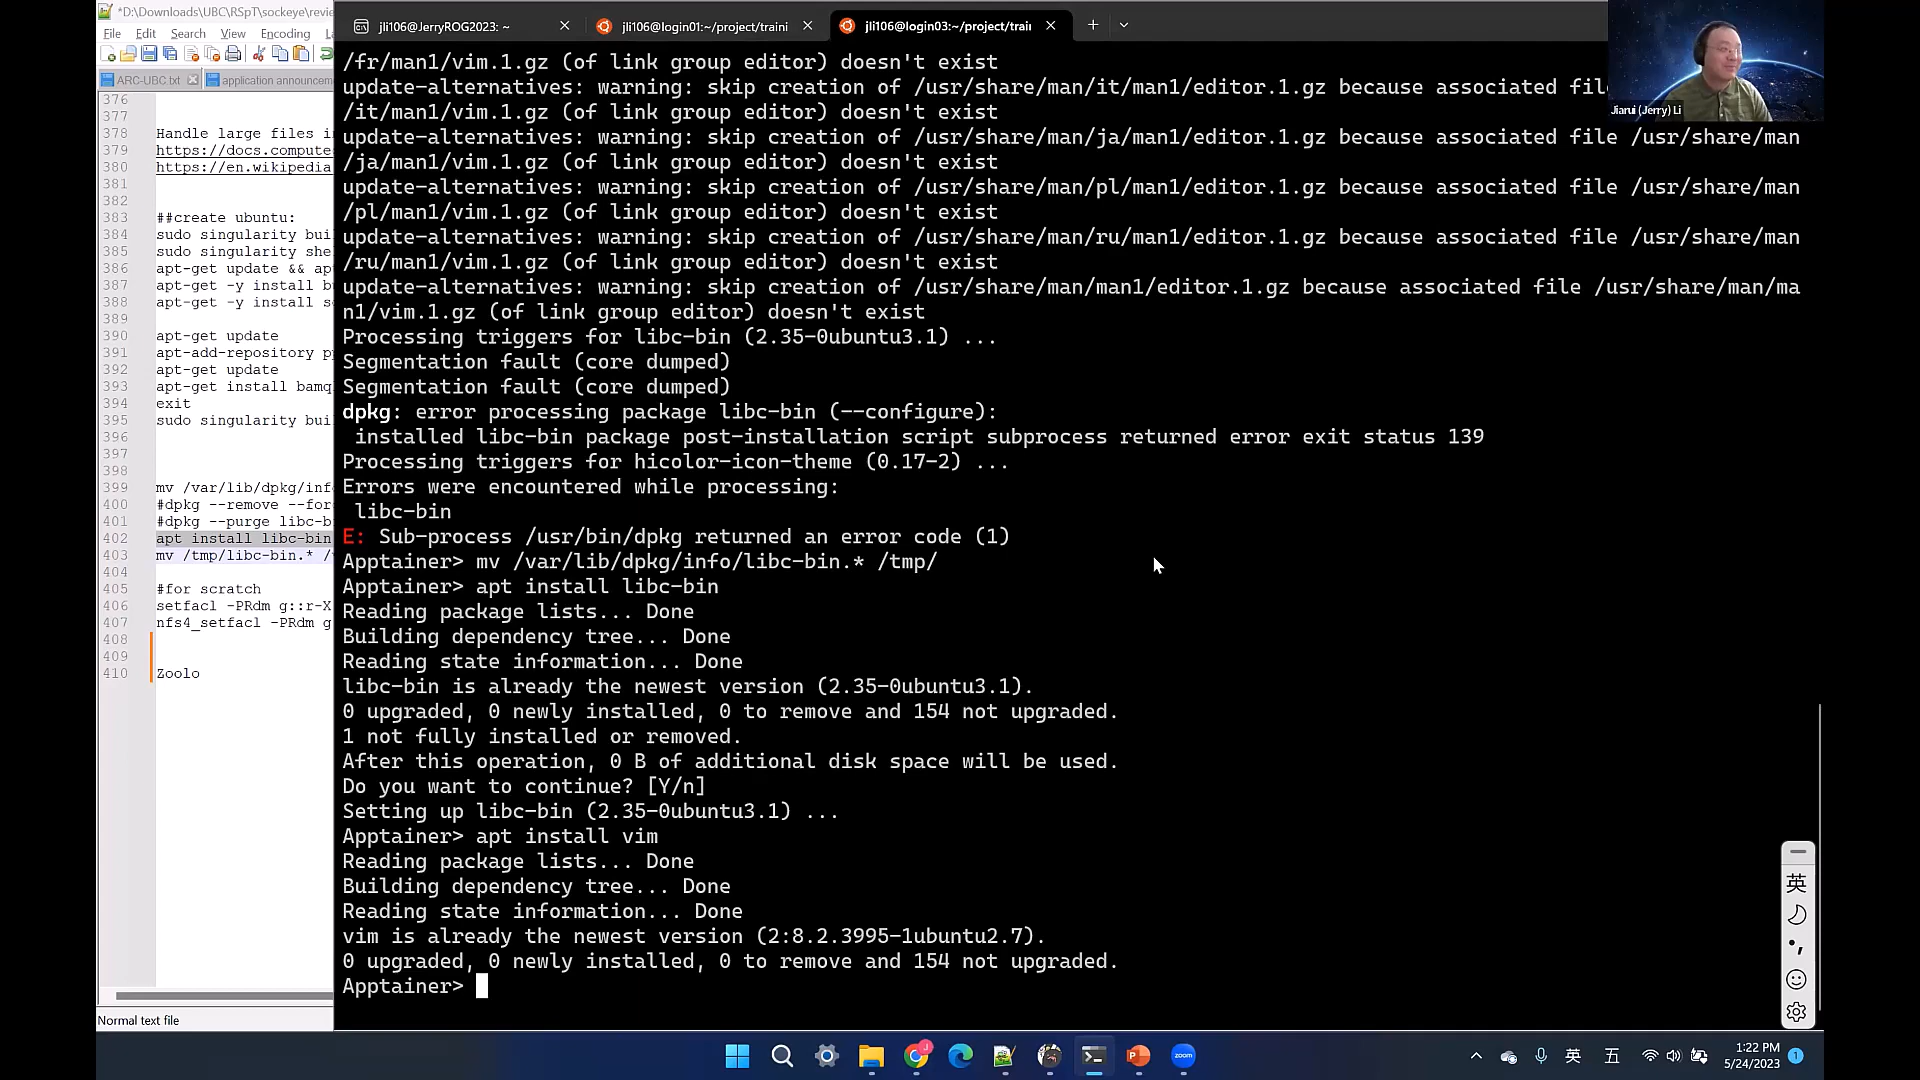 *D:\Downloads\UBC\RSpT\sockeye\revie
File Edit Search View Encoding
ARC-UBC.txt application announcem
376
377
378 Handle large files i
379 https://docs.compute
380 https://en.wikipedia
381
382
383 ##create ubuntu:
384 sudo singularity bui
385 sudo singularity she
386 apt-get update && ap
387 apt-get -y install b
388 apt-get -y install s
389
390 apt-get update
391 apt-add-repository p
392 apt-get update
393 apt-get install bamq
394 exit
395 sudo singularity bui
396
397
398
399 mv /var/lib/dpkg/inf
400 #dpkg --remove --for
401 #dpkg --purge libc-b
402 apt install libc-bin
403 mv /tmp/libc-bin.* /
404
405 #for scratch
406 setfacl -PRdm g::r-X
407 nfs4_setfacl -PRdm g
408
409
410 Zoolo
Normal text file
jli106@JerryROG2023: ~ jli106@login01:~/project/traini jli106@login03:~/project/train
/fr/man1/vim.1.gz (of link group editor) doesn't exist
update-alternatives: warning: skip creation of /usr/share/man/it/man1/editor.1.gz because associated fil
/it/man1/vim.1.gz (of link group editor) doesn't exist
update-alternatives: warning: skip creation of /usr/share/man/ja/man1/editor.1.gz because associated file /usr/share/man
/ja/man1/vim.1.gz (of link group editor) doesn't exist
update-alternatives: warning: skip creation of /usr/share/man/pl/man1/editor.1.gz because associated file /usr/share/man
/pl/man1/vim.1.gz (of link group editor) doesn't exist
update-alternatives: warning: skip creation of /usr/share/man/ru/man1/editor.1.gz because associated file /usr/share/man
/ru/man1/vim.1.gz (of link group editor) doesn't exist
update-alternatives: warning: skip creation of /usr/share/man/man1/editor.1.gz because associated file /usr/share/man/ma
n1/vim.1.gz (of link group editor) doesn't exist
Processing triggers for libc-bin (2.35-0ubuntu3.1) ...
Segmentation fault (core dumped)
Segmentation fault (core dumped)
dpkg: error processing package libc-bin (--configure):
installed libc-bin package post-installation script subprocess returned error exit status 139
Processing triggers for hicolor-icon-theme (0.17-2) ...
Errors were encountered while processing:
libc-bin
E: Sub-process /usr/bin/dpkg returned an error code (1)
Apptainer> mv /var/lib/dpkg/info/libc-bin.* /tmp/
Apptainer> apt install libc-bin
Reading package lists... Done
Building dependency tree... Done
Reading state information... Done
libc-bin is already the newest version (2.35-0ubuntu3.1).
0 upgraded, 0 newly installed, 0 to remove and 154 not upgraded.
1 not fully installed or removed.
After this operation, 0 B of additional disk space will be used.
Do you want to continue? [Y/n]
Setting up libc-bin (2.35-0ubuntu3.1) ...
Apptainer> apt install vim
Reading package lists... Done
Building dependency tree... Done
Reading state information... Done
vim is already the newest version (2:8.2.3995-1ubuntu2.7).
0 upgraded, 0 newly installed, 0 to remove and 154 not upgraded.
Apptainer>
Jiarui (Jerry) Li
英
zoom
英 五
1:22 PM
5/24/2023
1